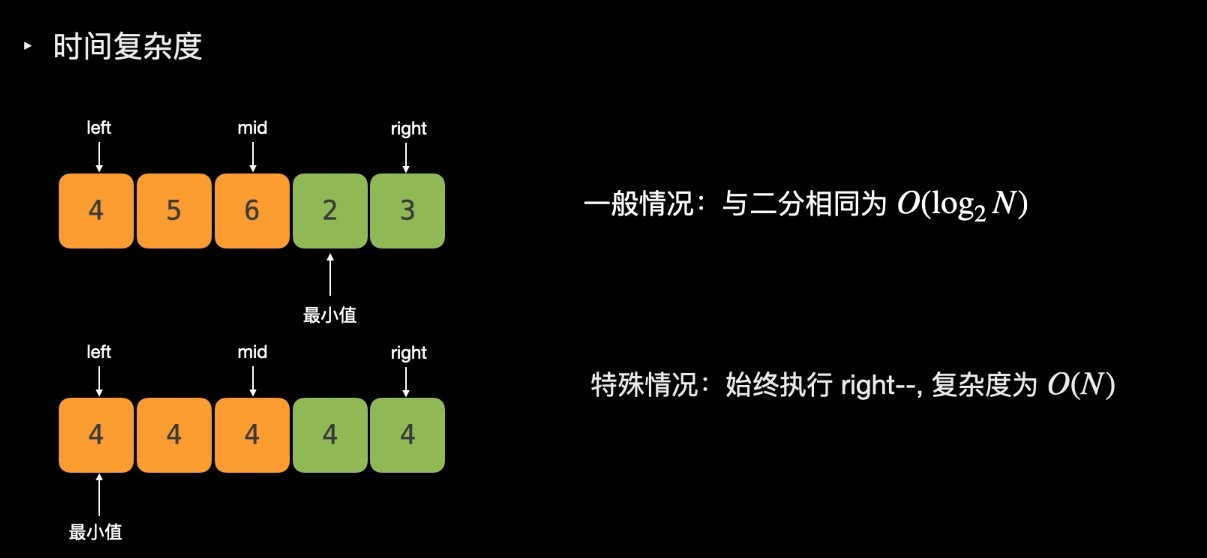 ‣ 时间复杂度
left mid right
4 5 6 2 3
一般情况：与二分相同为 O(log₂ N)
最小值
left mid right
特殊情况：始终执行 right--, 复杂度为 O(N)
4 4 4 4 4
最小值